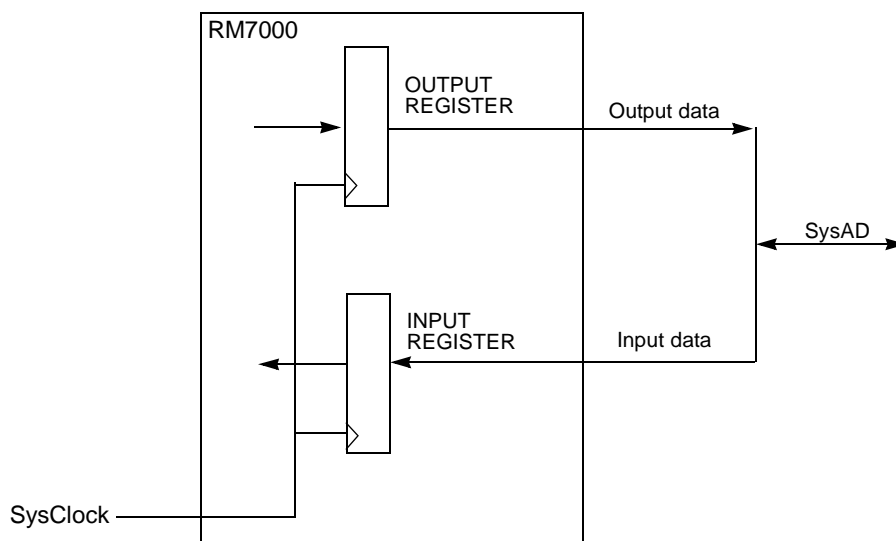 RM7000
OUTPUT
REGISTER
Output data
SysAD
INPUT
REGISTER
Input data
SysClock